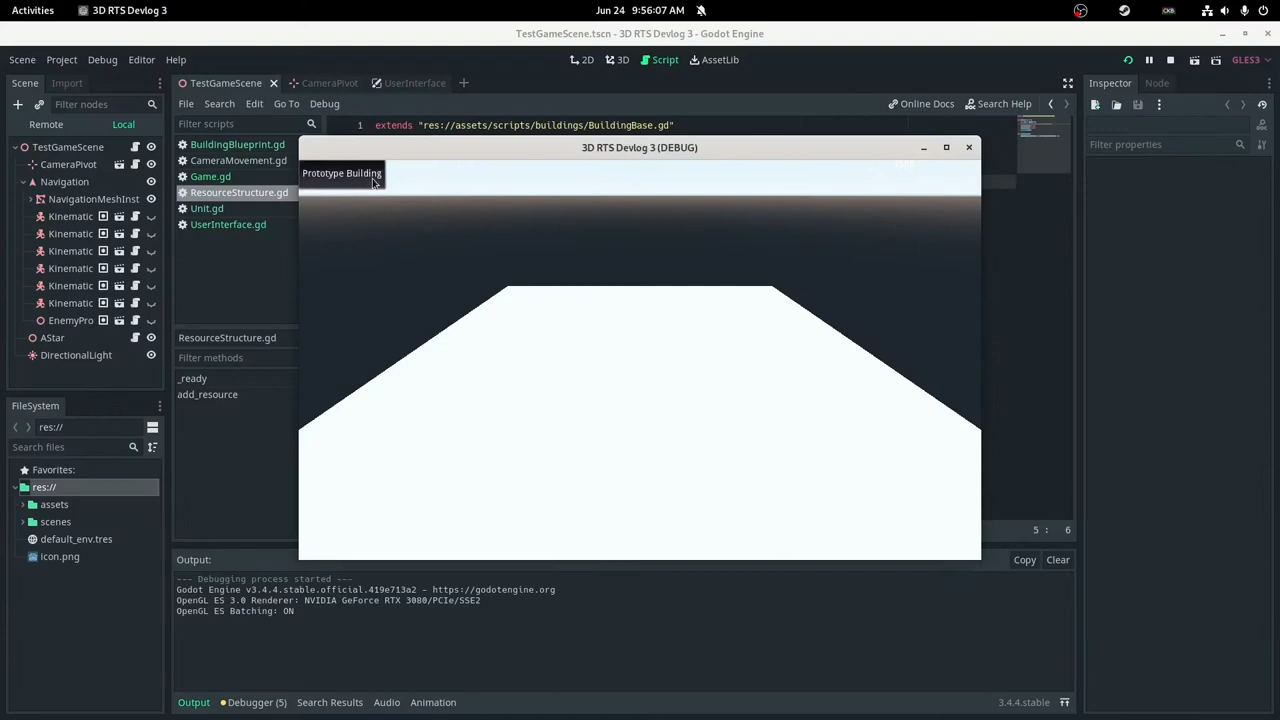 Activities 3D RTS Devlog 3 Jun 24 9:56:07 AM
TestGameScene.tscn - 3D RTS Devlog 3 - Godot Engine
Scene Project Debug Editor Help 2D 3D Script AssetLib GLES3
Scene Import
Filter nodes
Remote Local
TestGameScene
CameraPivot
Navigation
NavigationMeshInst
Kinematic
Kinematic
Kinematic
Kinematic
Kinematic
Kinematic
EnemyPro
AStar
DirectionalLight
FileSystem
res://
Search files
Favorites:
res://
assets
scenes
default_env.tres
icon.png
TestGameScene CameraPivot UserInterface
File Search Edit Go To Debug Online Docs Search Help
Filter scripts
BuildingBlueprint.gd
CameraMovement.gd
Game.gd
ResourceStructure.gd
Unit.gd
UserInterface.gd
ResourceStructure.gd
Filter methods
_ready
add_resource
1 extends "res://assets/scripts/buildings/BuildingBase.gd"
3D RTS Devlog 3 (DEBUG)
Prototype Building
5 : 6
Output: Copy Clear
--- Debugging process started ---
Godot Engine v3.4.4.stable.official.419e713a2 - https://godotengine.org
OpenGL ES 3.0 Renderer: NVIDIA GeForce RTX 3080/PCIe/SSE2
OpenGL ES Batching: ON
Output Debugger (5) Search Results Audio Animation 3.4.4.stable
Inspector Node
Filter properties